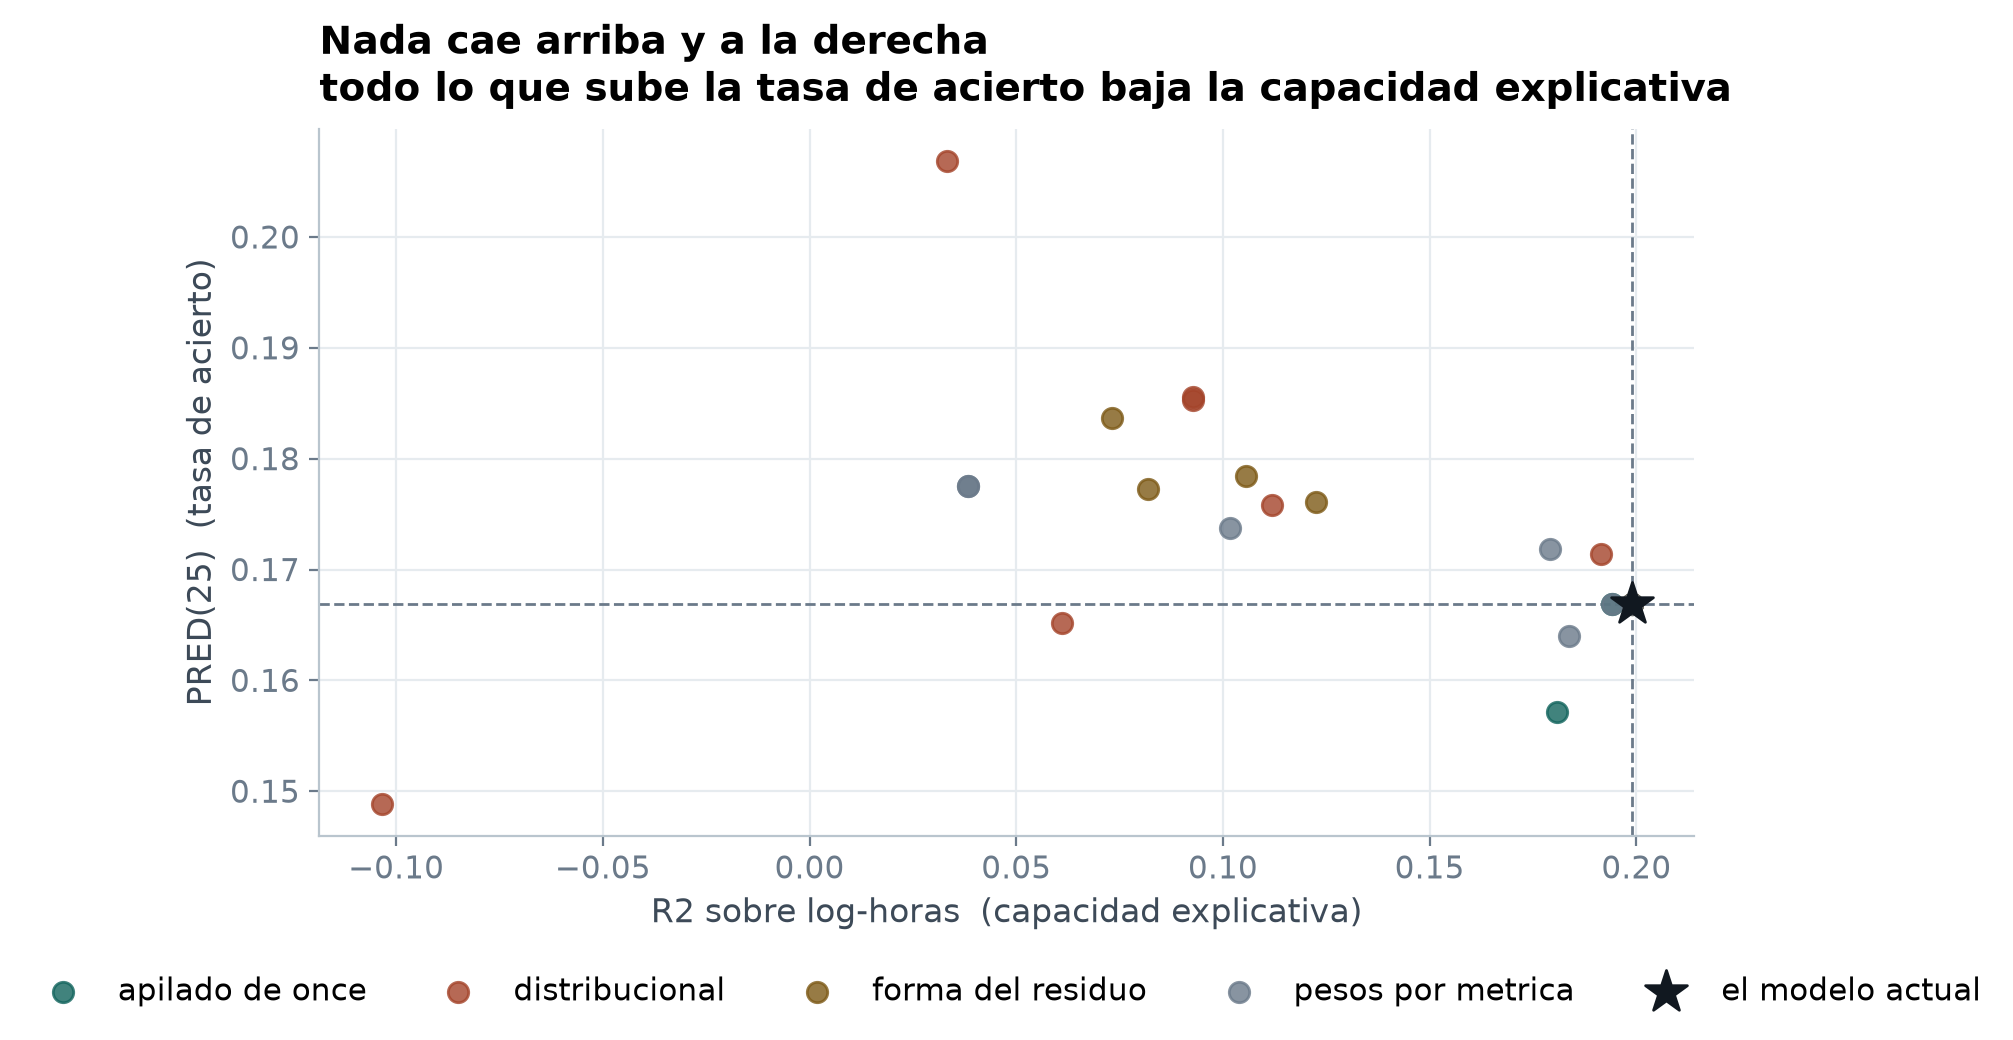 Nada cae arriba y a la derecha
todo lo que sube la tasa de acierto baja la capacidad explicativa
PRED(25)  (tasa de acierto)
0.20
0.19
0.18
0.17
0.16
0.15
−0.10
−0.05
0.00
0.05
0.10
0.15
0.20
R2 sobre log-horas  (capacidad explicativa)
apilado de once
distribucional
forma del residuo
pesos por metrica
el modelo actual